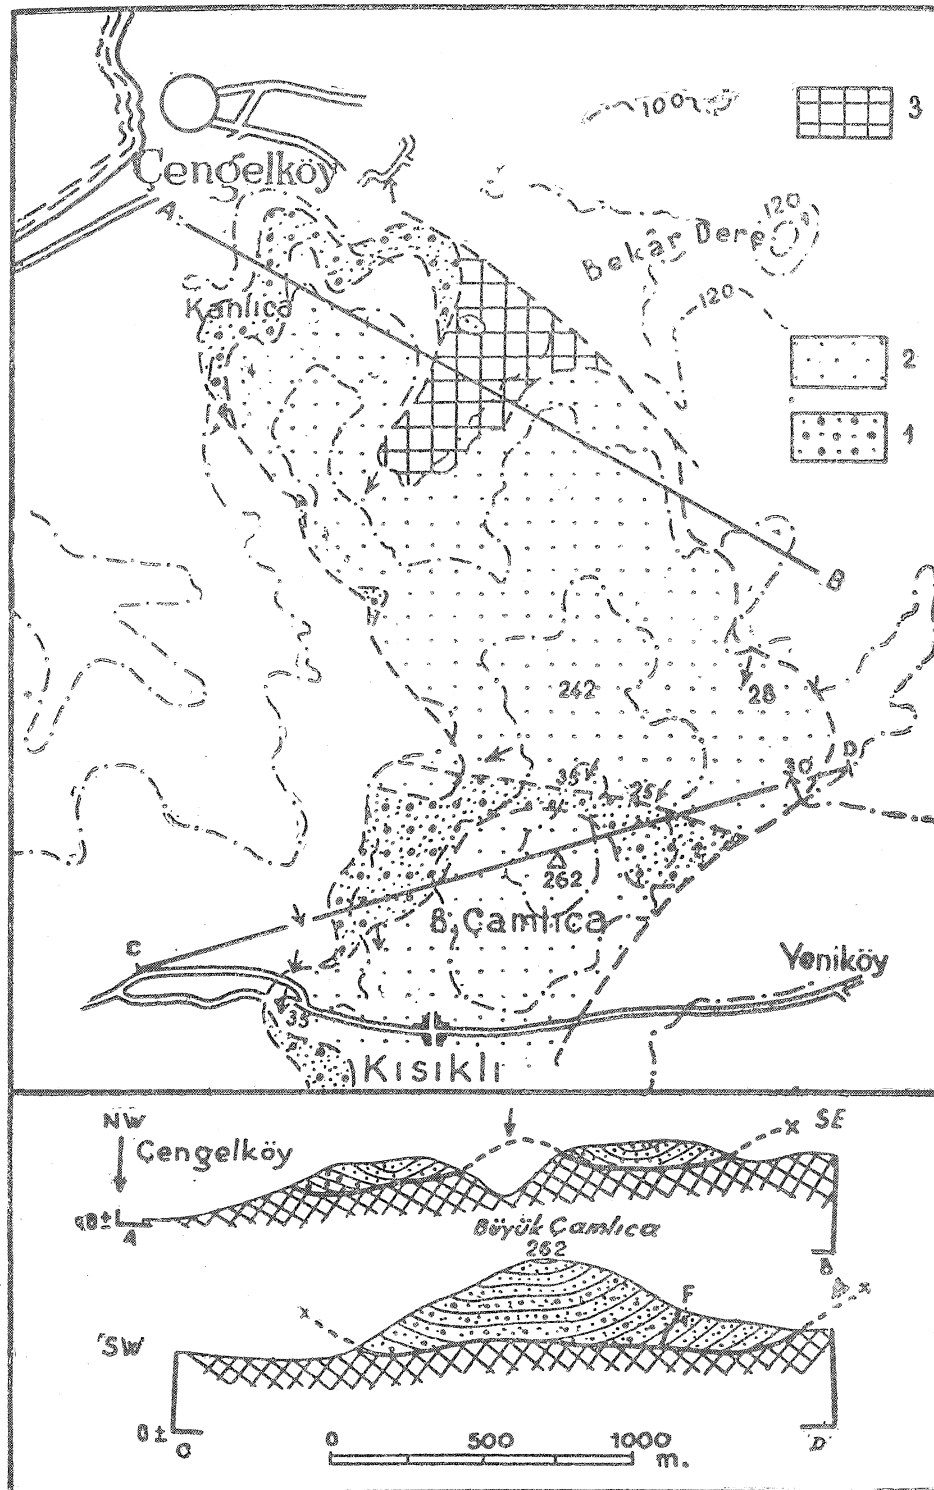 100
3
Çengelköy
A
120
Bekâr Dere
Kanlıca
120
2
1
B
242
28
D
30
35
25
262
B. Çamlıca
C
Yeniköy
35
Kısıklı
NW
SE
Çengelköy
x
0±
A
B
Büyük Çamlıca
262
F
x
x
SW
0±
C
D
0 500 1000
m.